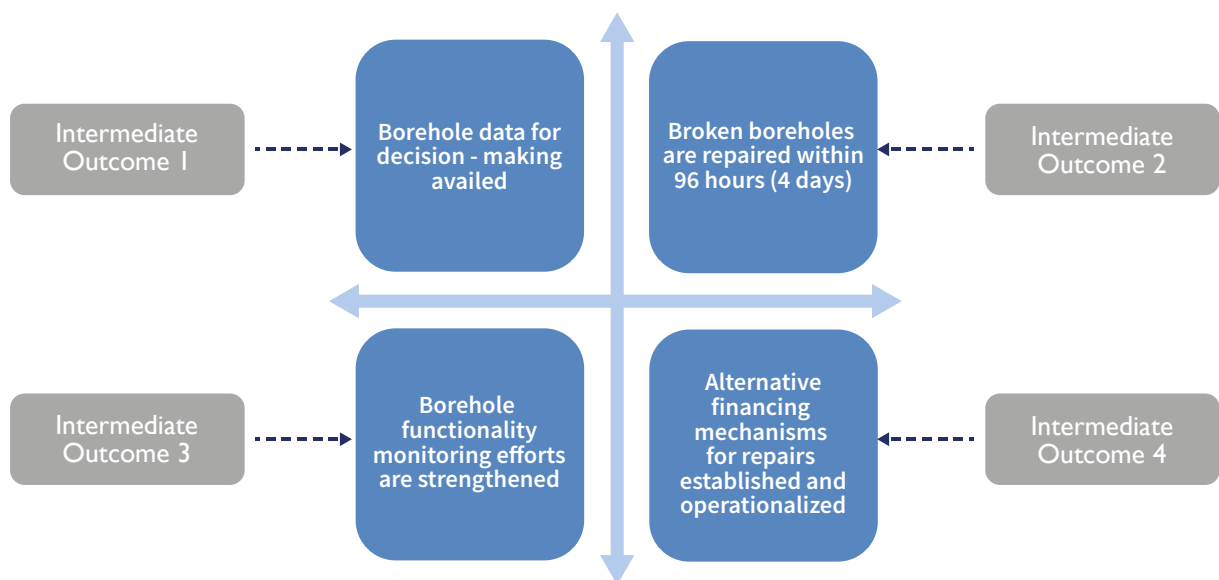 Intermediate
Outcome 1
Borehole data for
decision - making
availed
Broken boreholes
are repaired within
96 hours (4 days)
Intermediate
Outcome 2
Intermediate
Outcome 3
Borehole
functionality
monitoring efforts
are strengthened
Alternative
financing
mechanisms
for repairs
established and
operationalized
Intermediate
Outcome 4